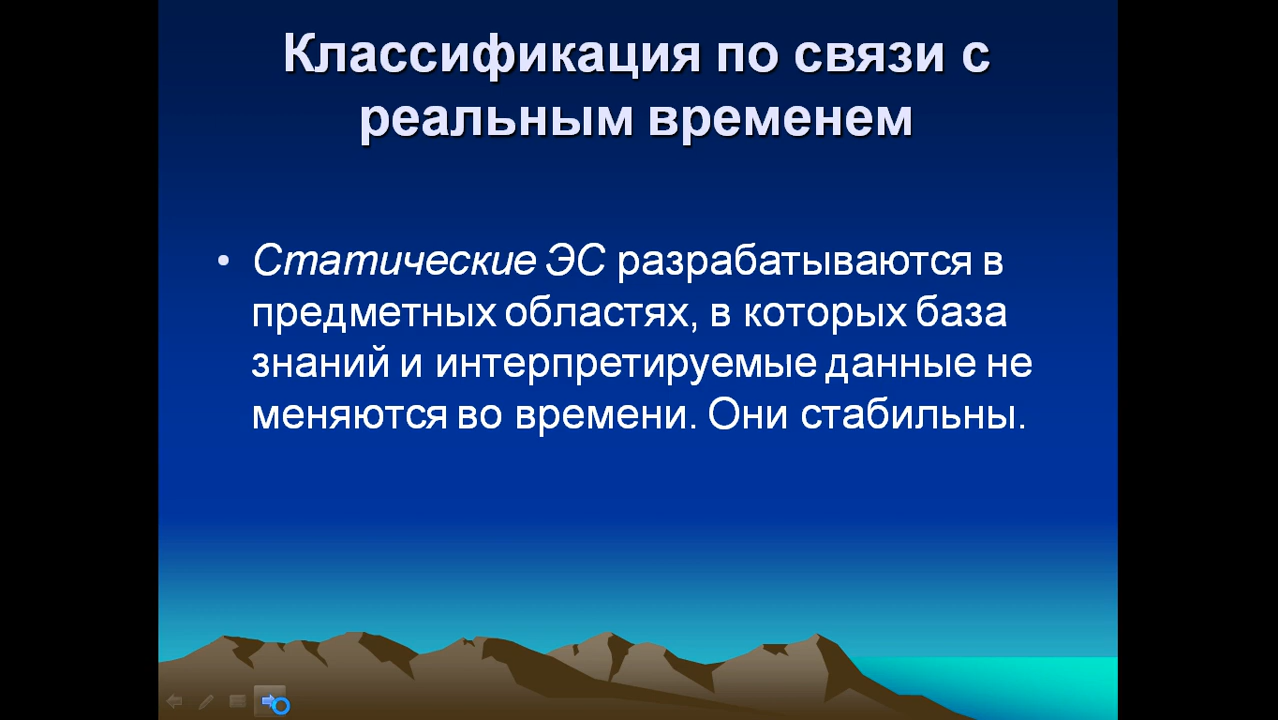 Классификация по связи с
реальным временем
• Статические ЭС разрабатываются в
предметных областях, в которых база
знаний и интерпретируемые данные не
меняются во времени. Они стабильны.